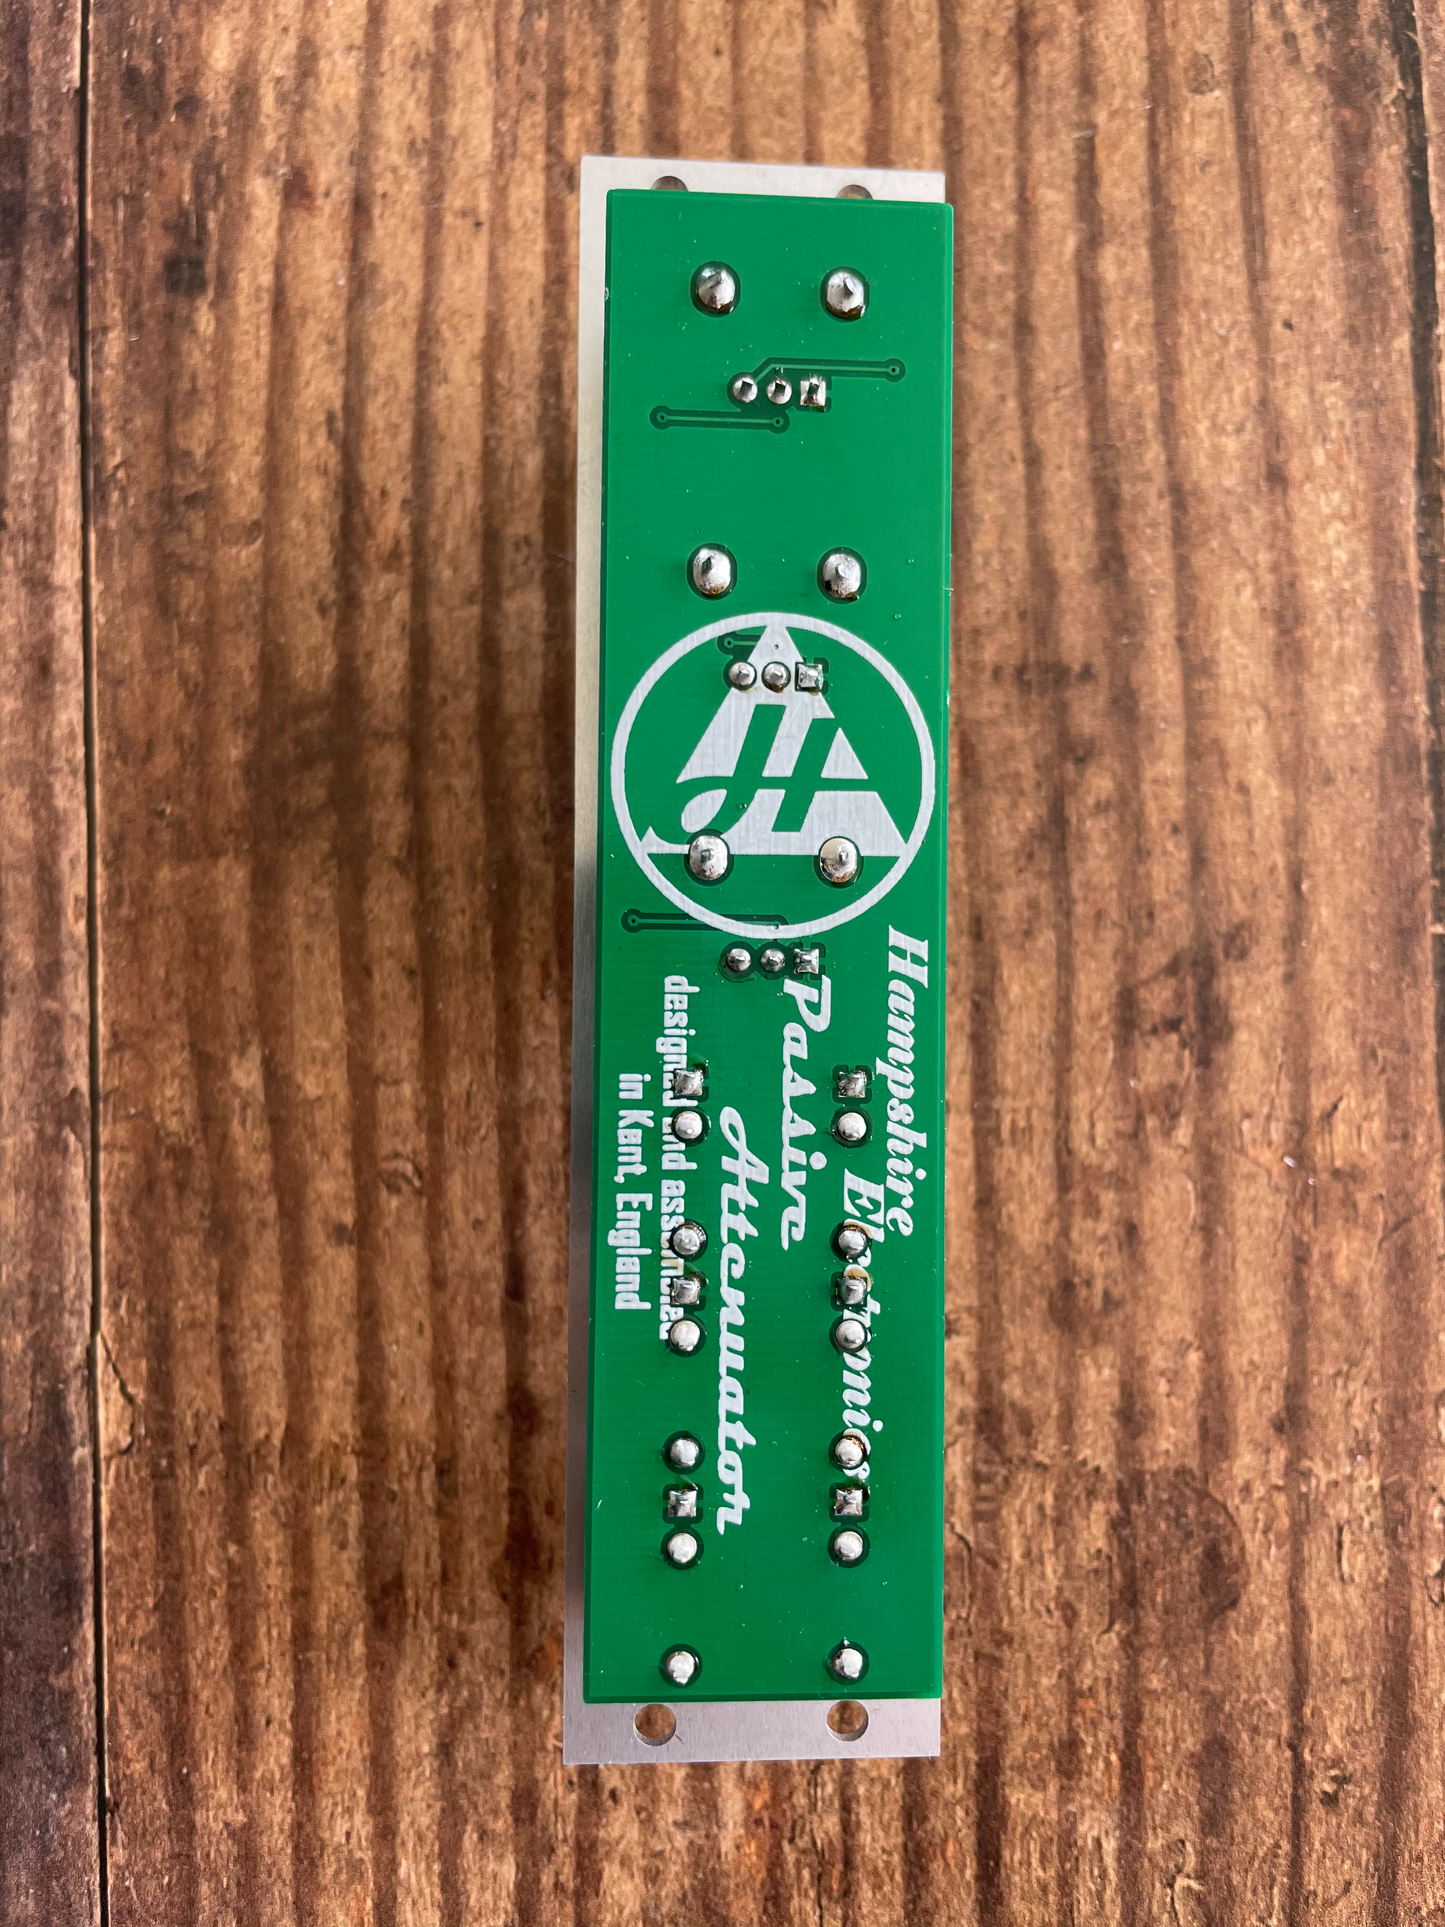 Hampshire
Electronics
Passive
Attenuator
designed and assembled
in Kent, England